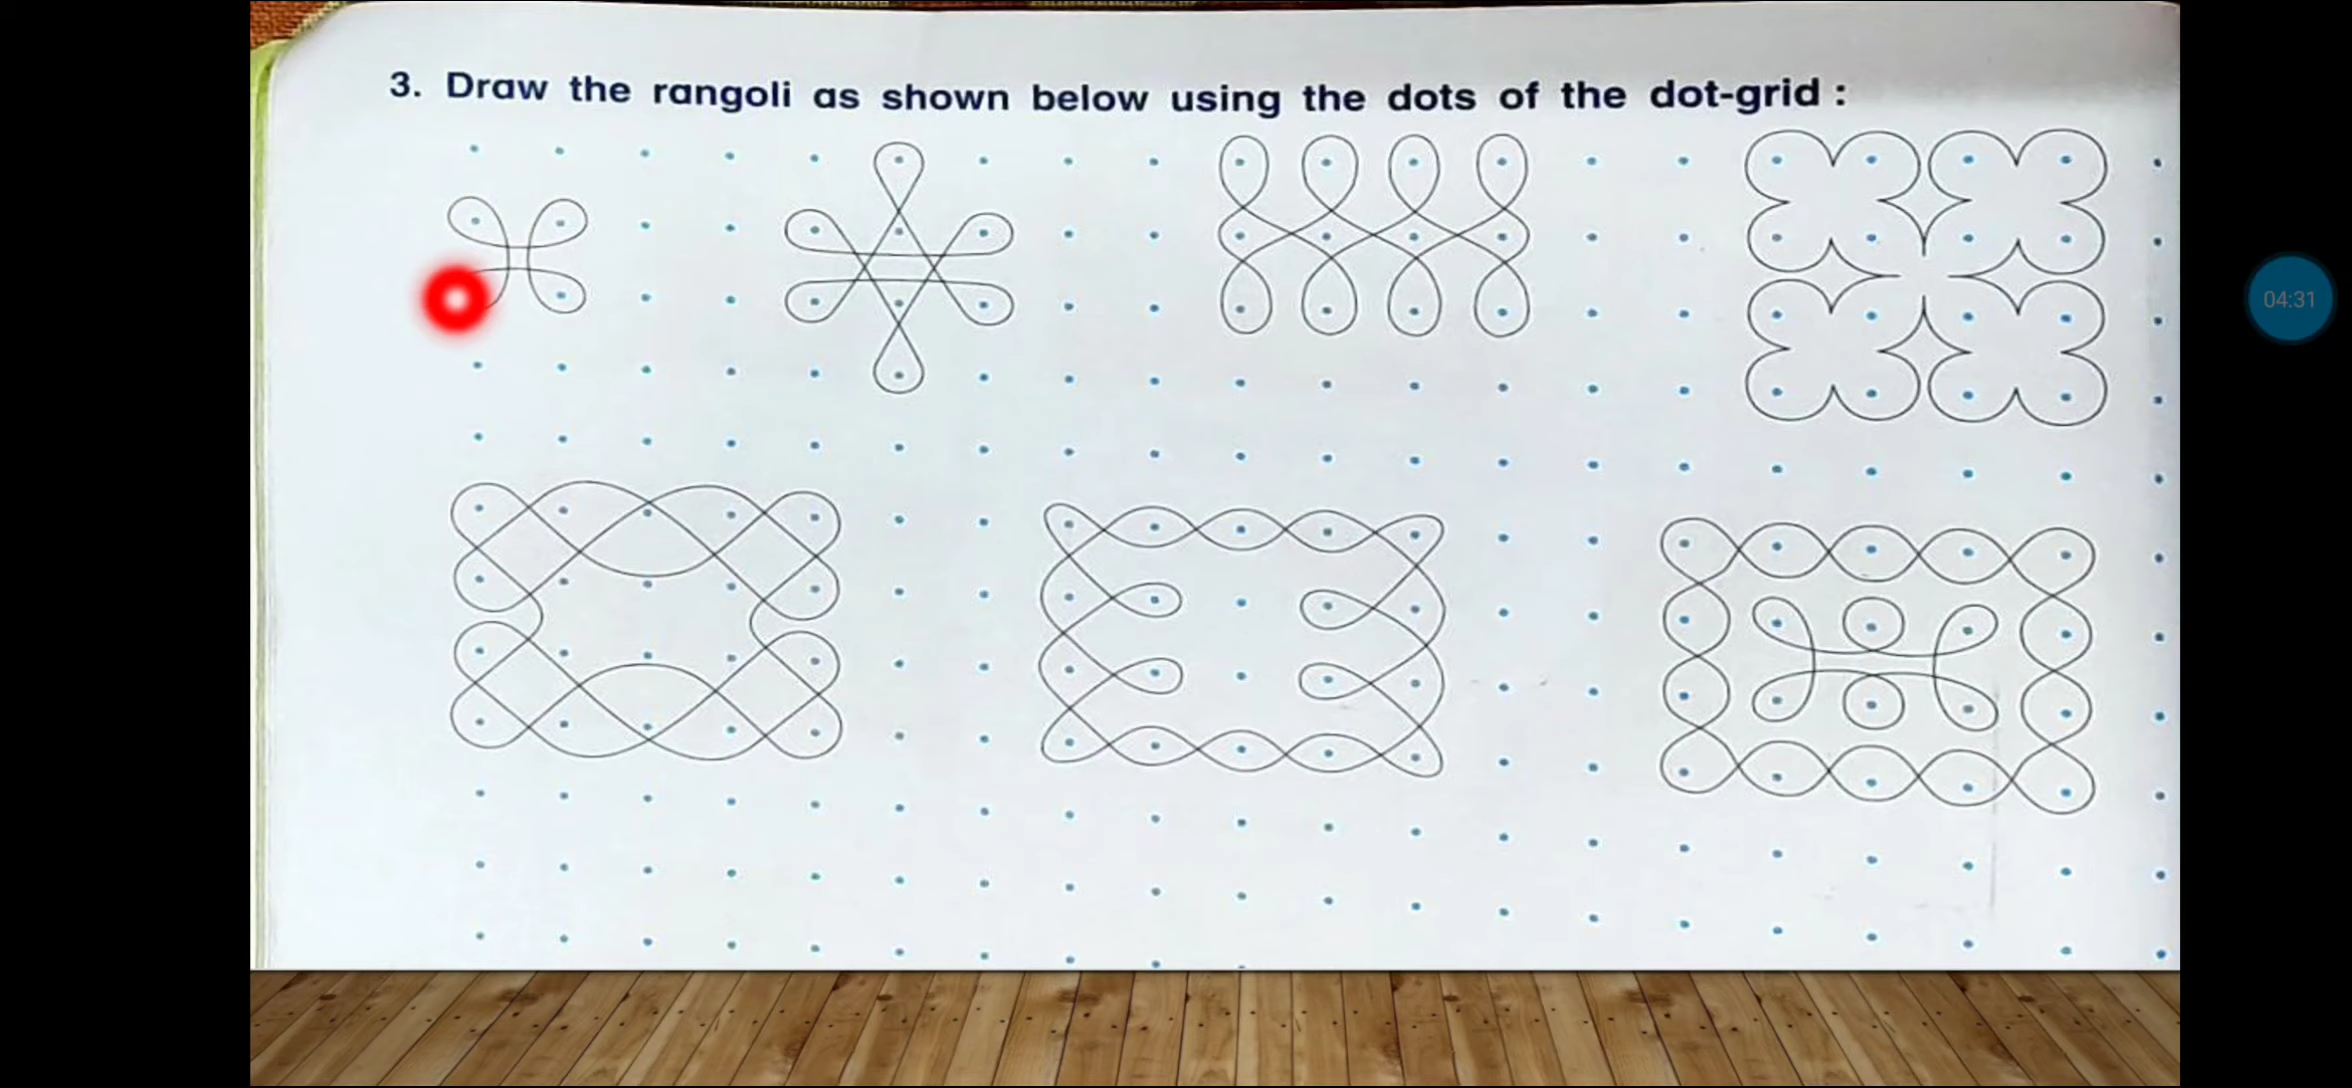 3. Draw the rangoli as shown below using the dots of the dot-grid :
04:31